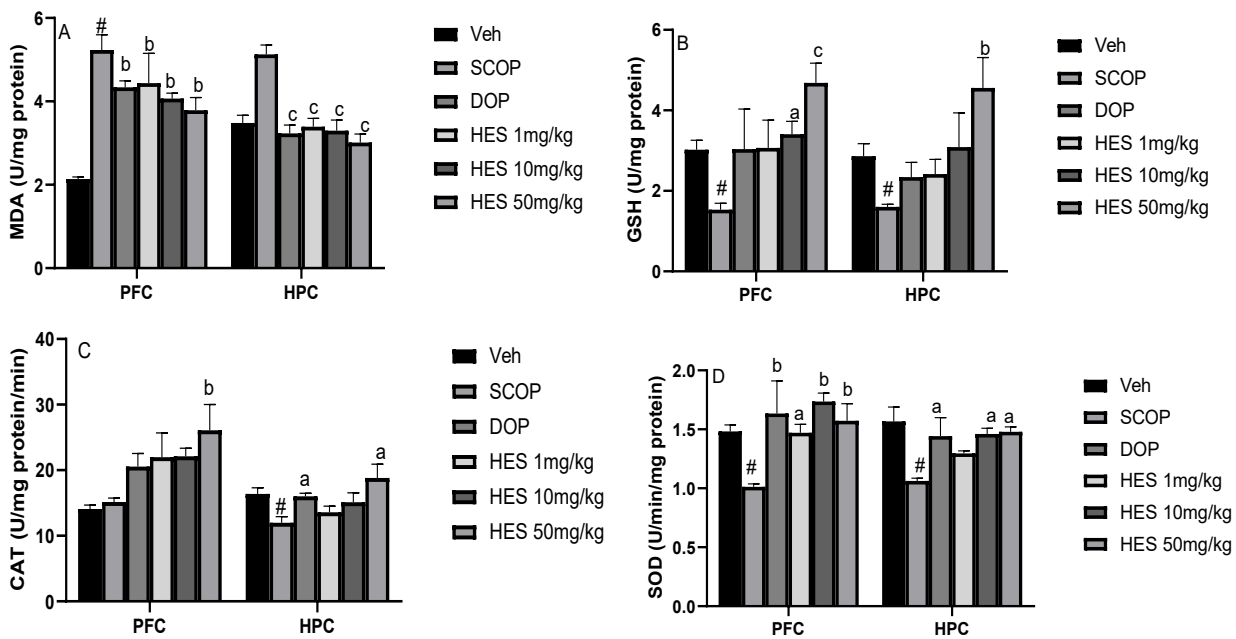 A
MDA (U/mg protein)
6
4
2
0
#
b
b
b
b
c
c
c
c
PFC
HPC
Veh
SCOP
DOP
HES 1mg/kg
HES 10mg/kg
HES 50mg/kg
B
GSH (U/mg protein)
6
4
2
0
#
a
c
#
b
PFC
HPC
Veh
SCOP
DOP
HES 1mg/kg
HES 10mg/kg
HES 50mg/kg
C
CAT (U/mg protein/min)
40
30
20
10
0
b
#
a
a
PFC
HPC
Veh
SCOP
DOP
HES 1mg/kg
HES 10mg/kg
HES 50mg/kg
D
SOD (U/min/mg protein)
2.0
1.5
1.0
0.5
0.0
#
b
a
b
b
#
a
a
a
PFC
HPC
Veh
SCOP
DOP
HES 1mg/kg
HES 10mg/kg
HES 50mg/kg